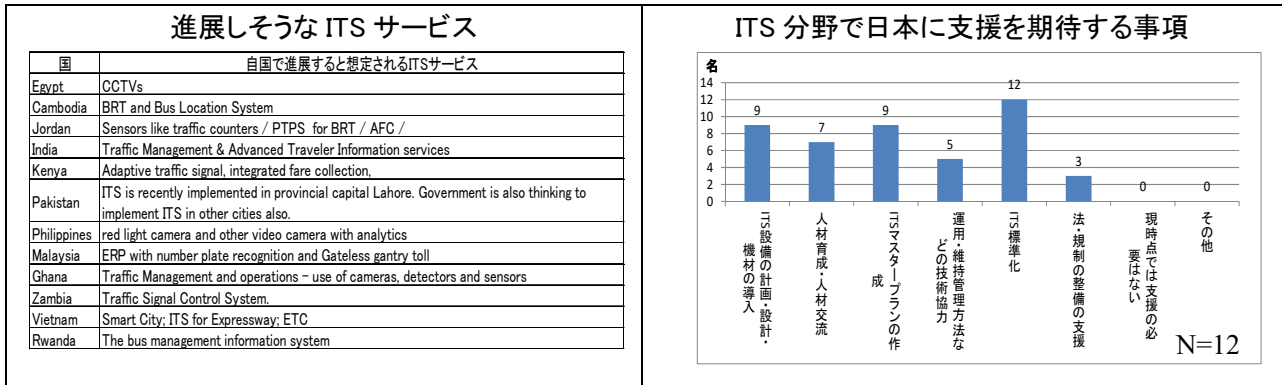 進展しそうな ITS サービス
国 自国で進展すると想定されるITSサービス
Egypt CCTVs
Cambodia BRT and Bus Location System
Jordan Sensors like traffic counters / PTPS for BRT / AFC /
India Traffic Management & Advanced Traveler Information services
Kenya Adaptive traffic signal, integrated fare collection,
Pakistan ITS is recently implemented in provincial capital Lahore. Government is also thinking to
implement ITS in other cities also.
Philippines red light camera and other video camera with analytics
Malaysia ERP with number plate recognition and Gateless gantry toll
Ghana Traffic Management and operations – use of cameras, detectors and sensors
Zambia Traffic Signal Control System.
Vietnam Smart City; ITS for Expressway; ETC
Rwanda The bus management information system
ITS 分野で日本に支援を期待する事項
名
14
12
10
8
6
4
2
0
9
7
9
5
12
3
0
0
ITS設備の計画・設計・
機材の導入
人材育成・人材交流
ITSマスタープランの作
成
運用・維持管理方法な
どの技術協力
ITS標準化
法・規制の整備の支援
現時点では支援の必
要はない
その他
N=12